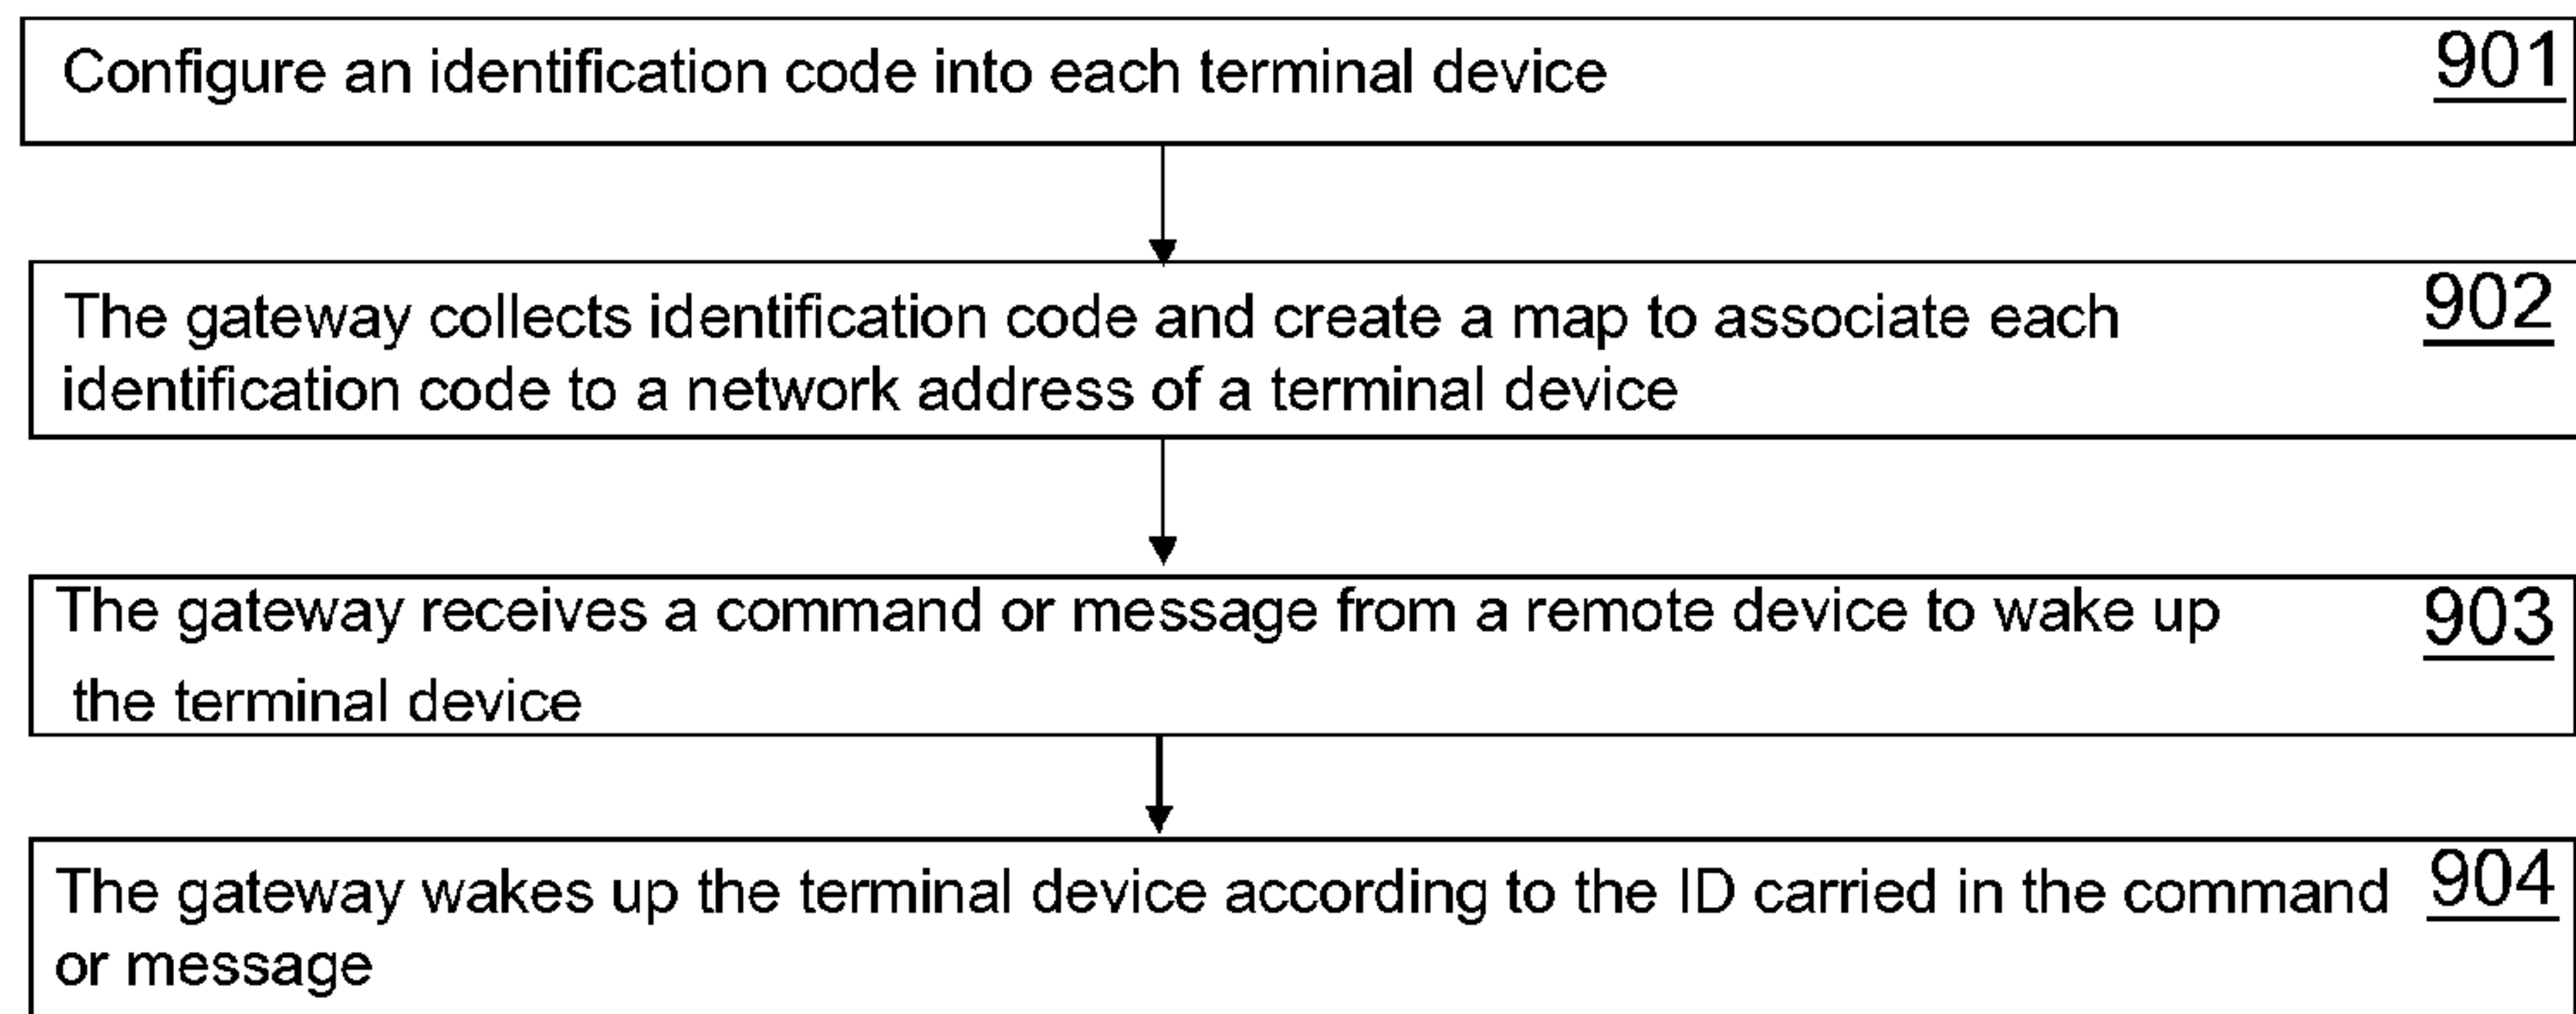 Configure an identification code into each terminal device 901
The gateway collects identification code and create a map to associate each 902
identification code to a network address of a terminal device
The gateway receives a command or message from a remote device to wake up 903
the terminal device
The gateway wakes up the terminal device according to the ID carried in the command 904
or message